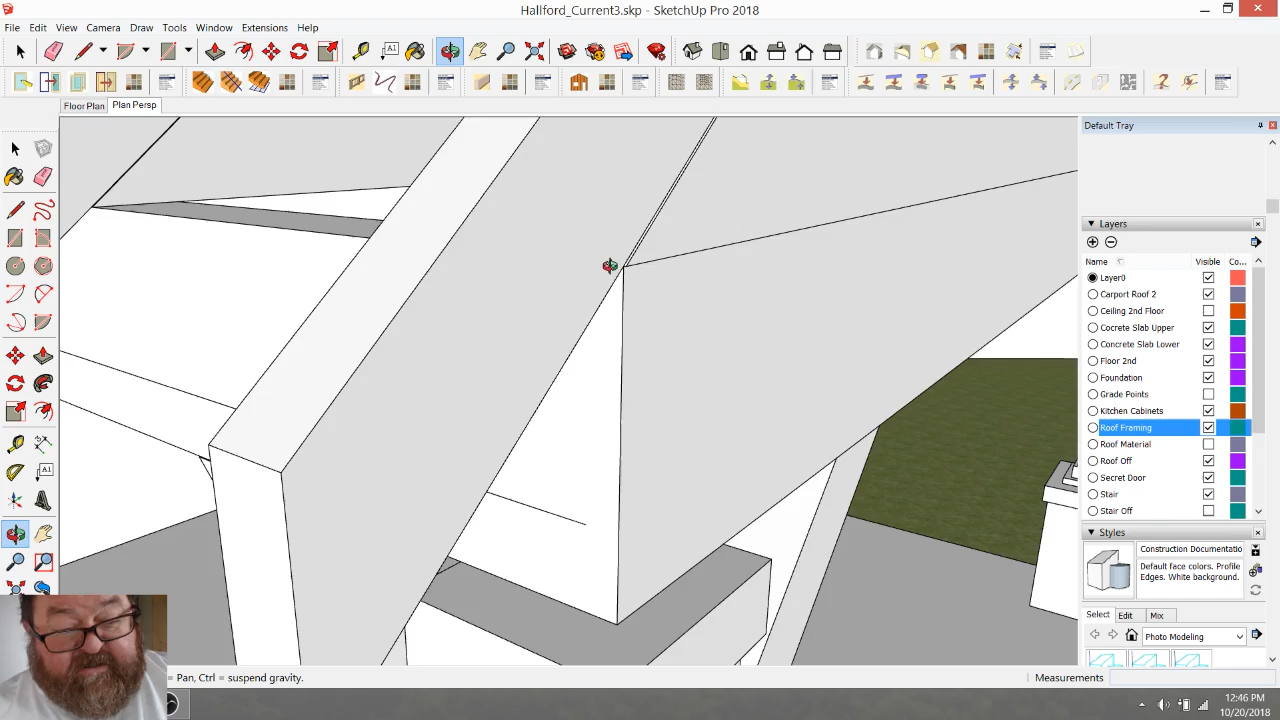 Hallford_Current3.skp - SketchUp Pro 2018
File Edit View Camera Draw Tools Window Extensions Help
Floor Plan Plan Persp
Default Tray
Layers
Name Visible Co...
Layer0
Carport Roof 2
Ceiling 2nd Floor
Cocrete Slab Upper
Concrete Slab Lower
Floor 2nd
Foundation
Grade Points
Kitchen Cabinets
Roof Framing
Roof Material
Roof Off
Secret Door
Stair
Stair Off
Styles
Construction Documentatio
Default face colors. Profile
Edges. White background.
Select Edit Mix
Photo Modeling
= Pan, Ctrl = suspend gravity.
Measurements
12:46 PM
10/20/2018